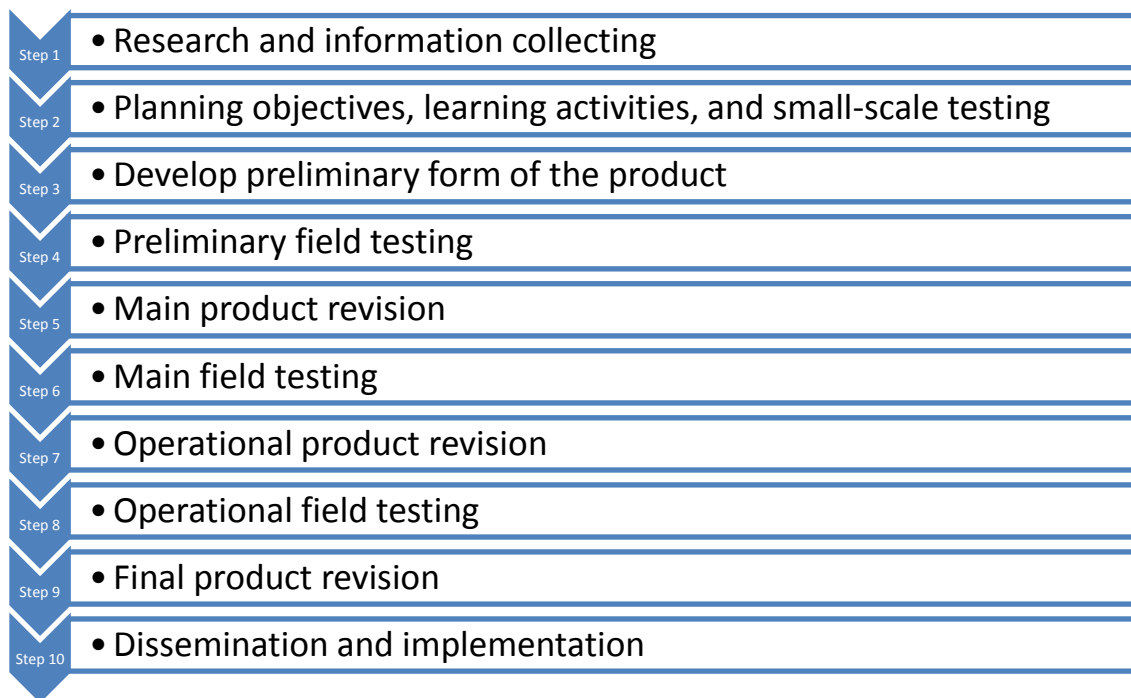 Step 1
• Research and information collecting
Step 2
• Planning objectives, learning activities, and small-scale testing
Step 3
• Develop preliminary form of the product
Step 4
• Preliminary field testing
Step 5
• Main product revision
Step 6
• Main field testing
Step 7
• Operational product revision
Step 8
• Operational field testing
Step 9
• Final product revision
Step 10
• Dissemination and implementation